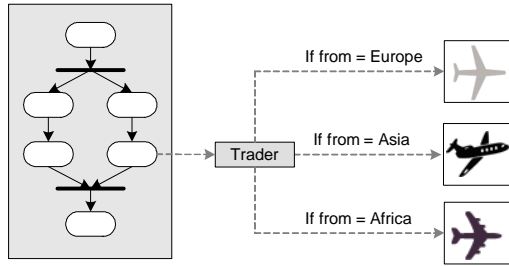 If from = Europe
If from = Asia
Trader
If from = Africa